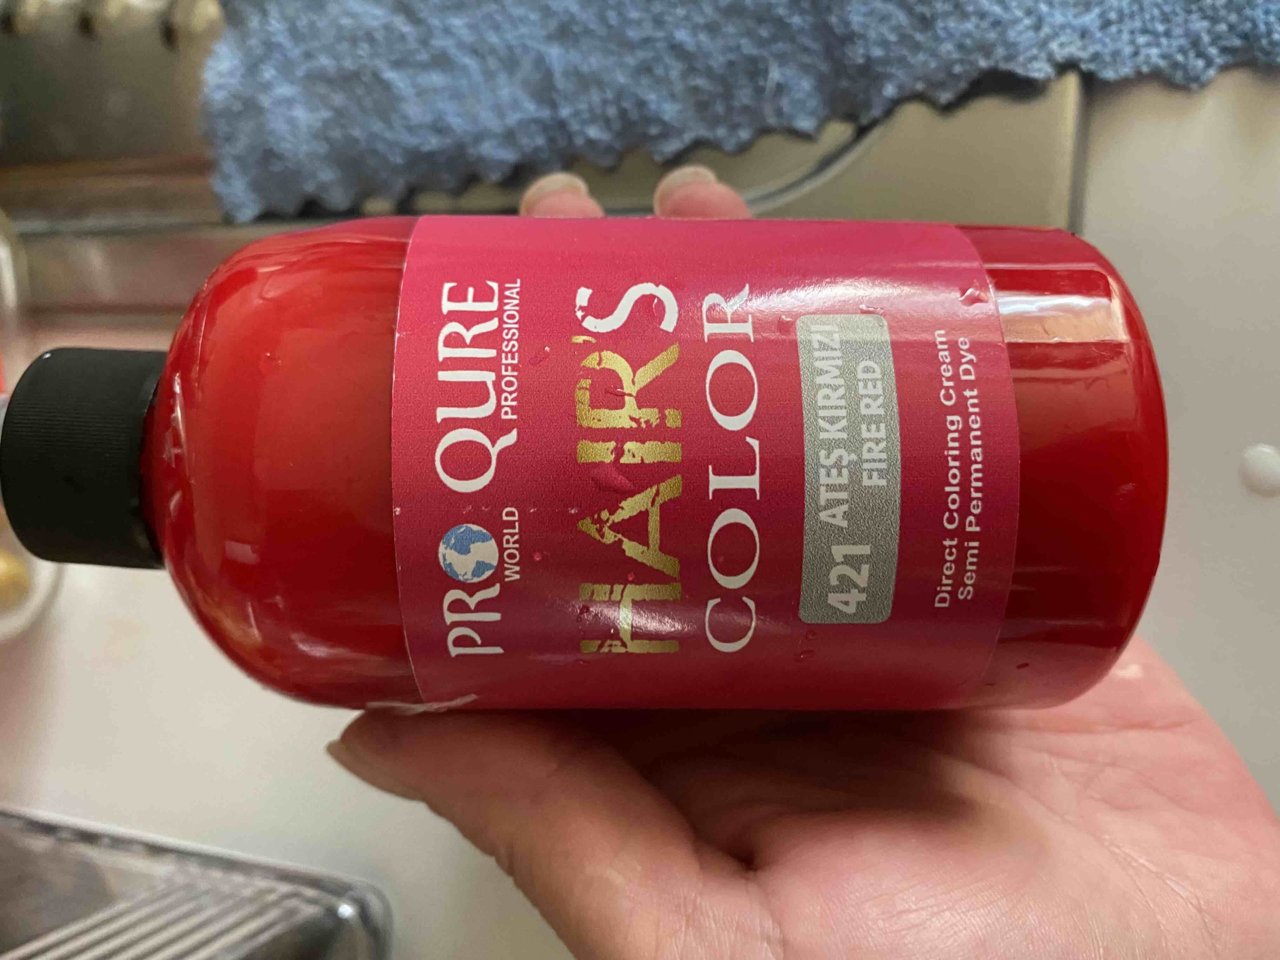 PRO QURE
WORLD PROFESSIONAL
HAIR'S
COLOR
421 ATEŞ KIRMIZI
FIRE RED
Direct Coloring Cream
Semi Permanent Dye